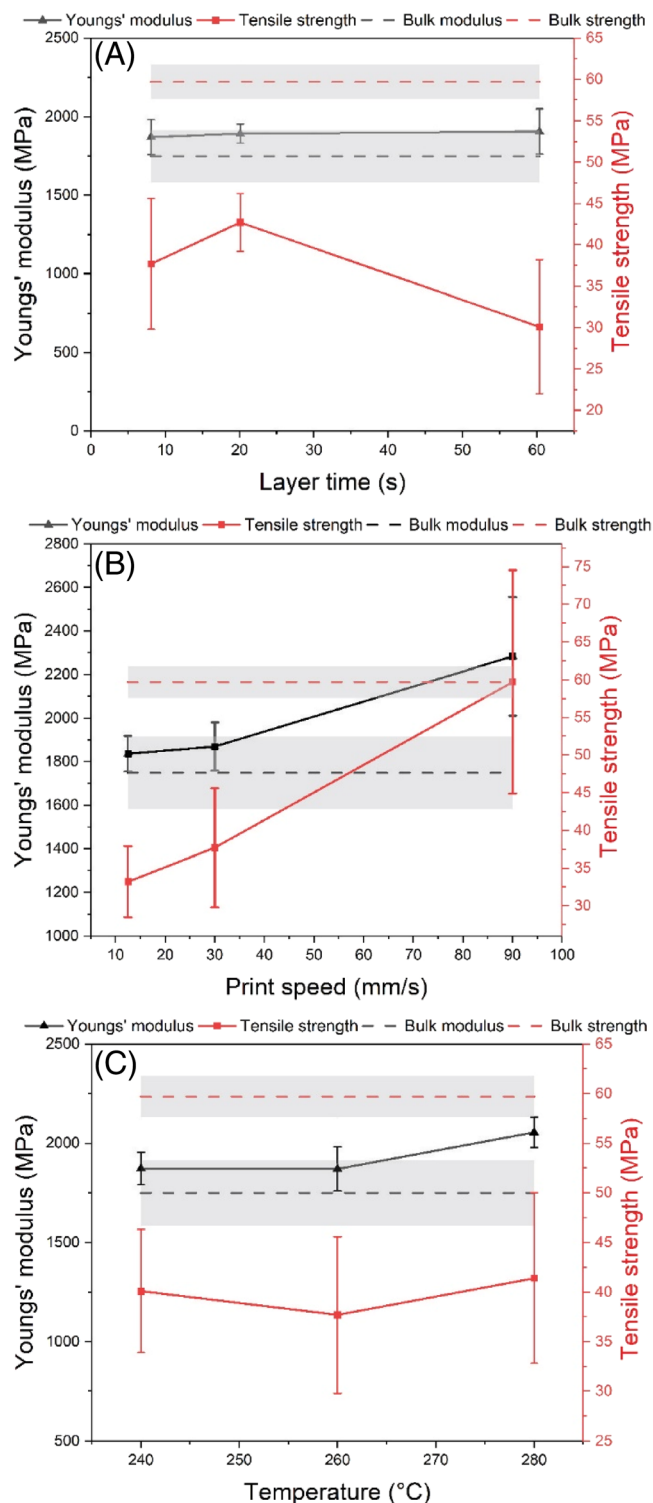 Youngs' modulus Tensile strength Bulk modulus Bulk strength
(A)
2500
2000
1500
1000
500
0
Youngs' modulus (MPa)
65
60
55
50
45
40
35
30
25
20
Tensile strength (MPa)
0 10 20 30 40 50 60
Layer time (s)
Youngs' modulus Tensile strength Bulk modulus Bulk strength
(B)
2800
2600
2400
2200
2000
1800
1600
1400
1200
1000
Youngs' modulus (MPa)
75
70
65
60
55
50
45
40
35
30
Tensile strength (MPa)
10 20 30 40 50 60 70 80 90 100
Print speed (mm/s)
Youngs' modulus Tensile strength Bulk modulus Bulk strength
(C)
2500
2000
1500
1000
500
Youngs' modulus (MPa)
65
60
55
50
45
40
35
30
25
Tensile strength (MPa)
240 250 260 270 280
Temperature (°C)